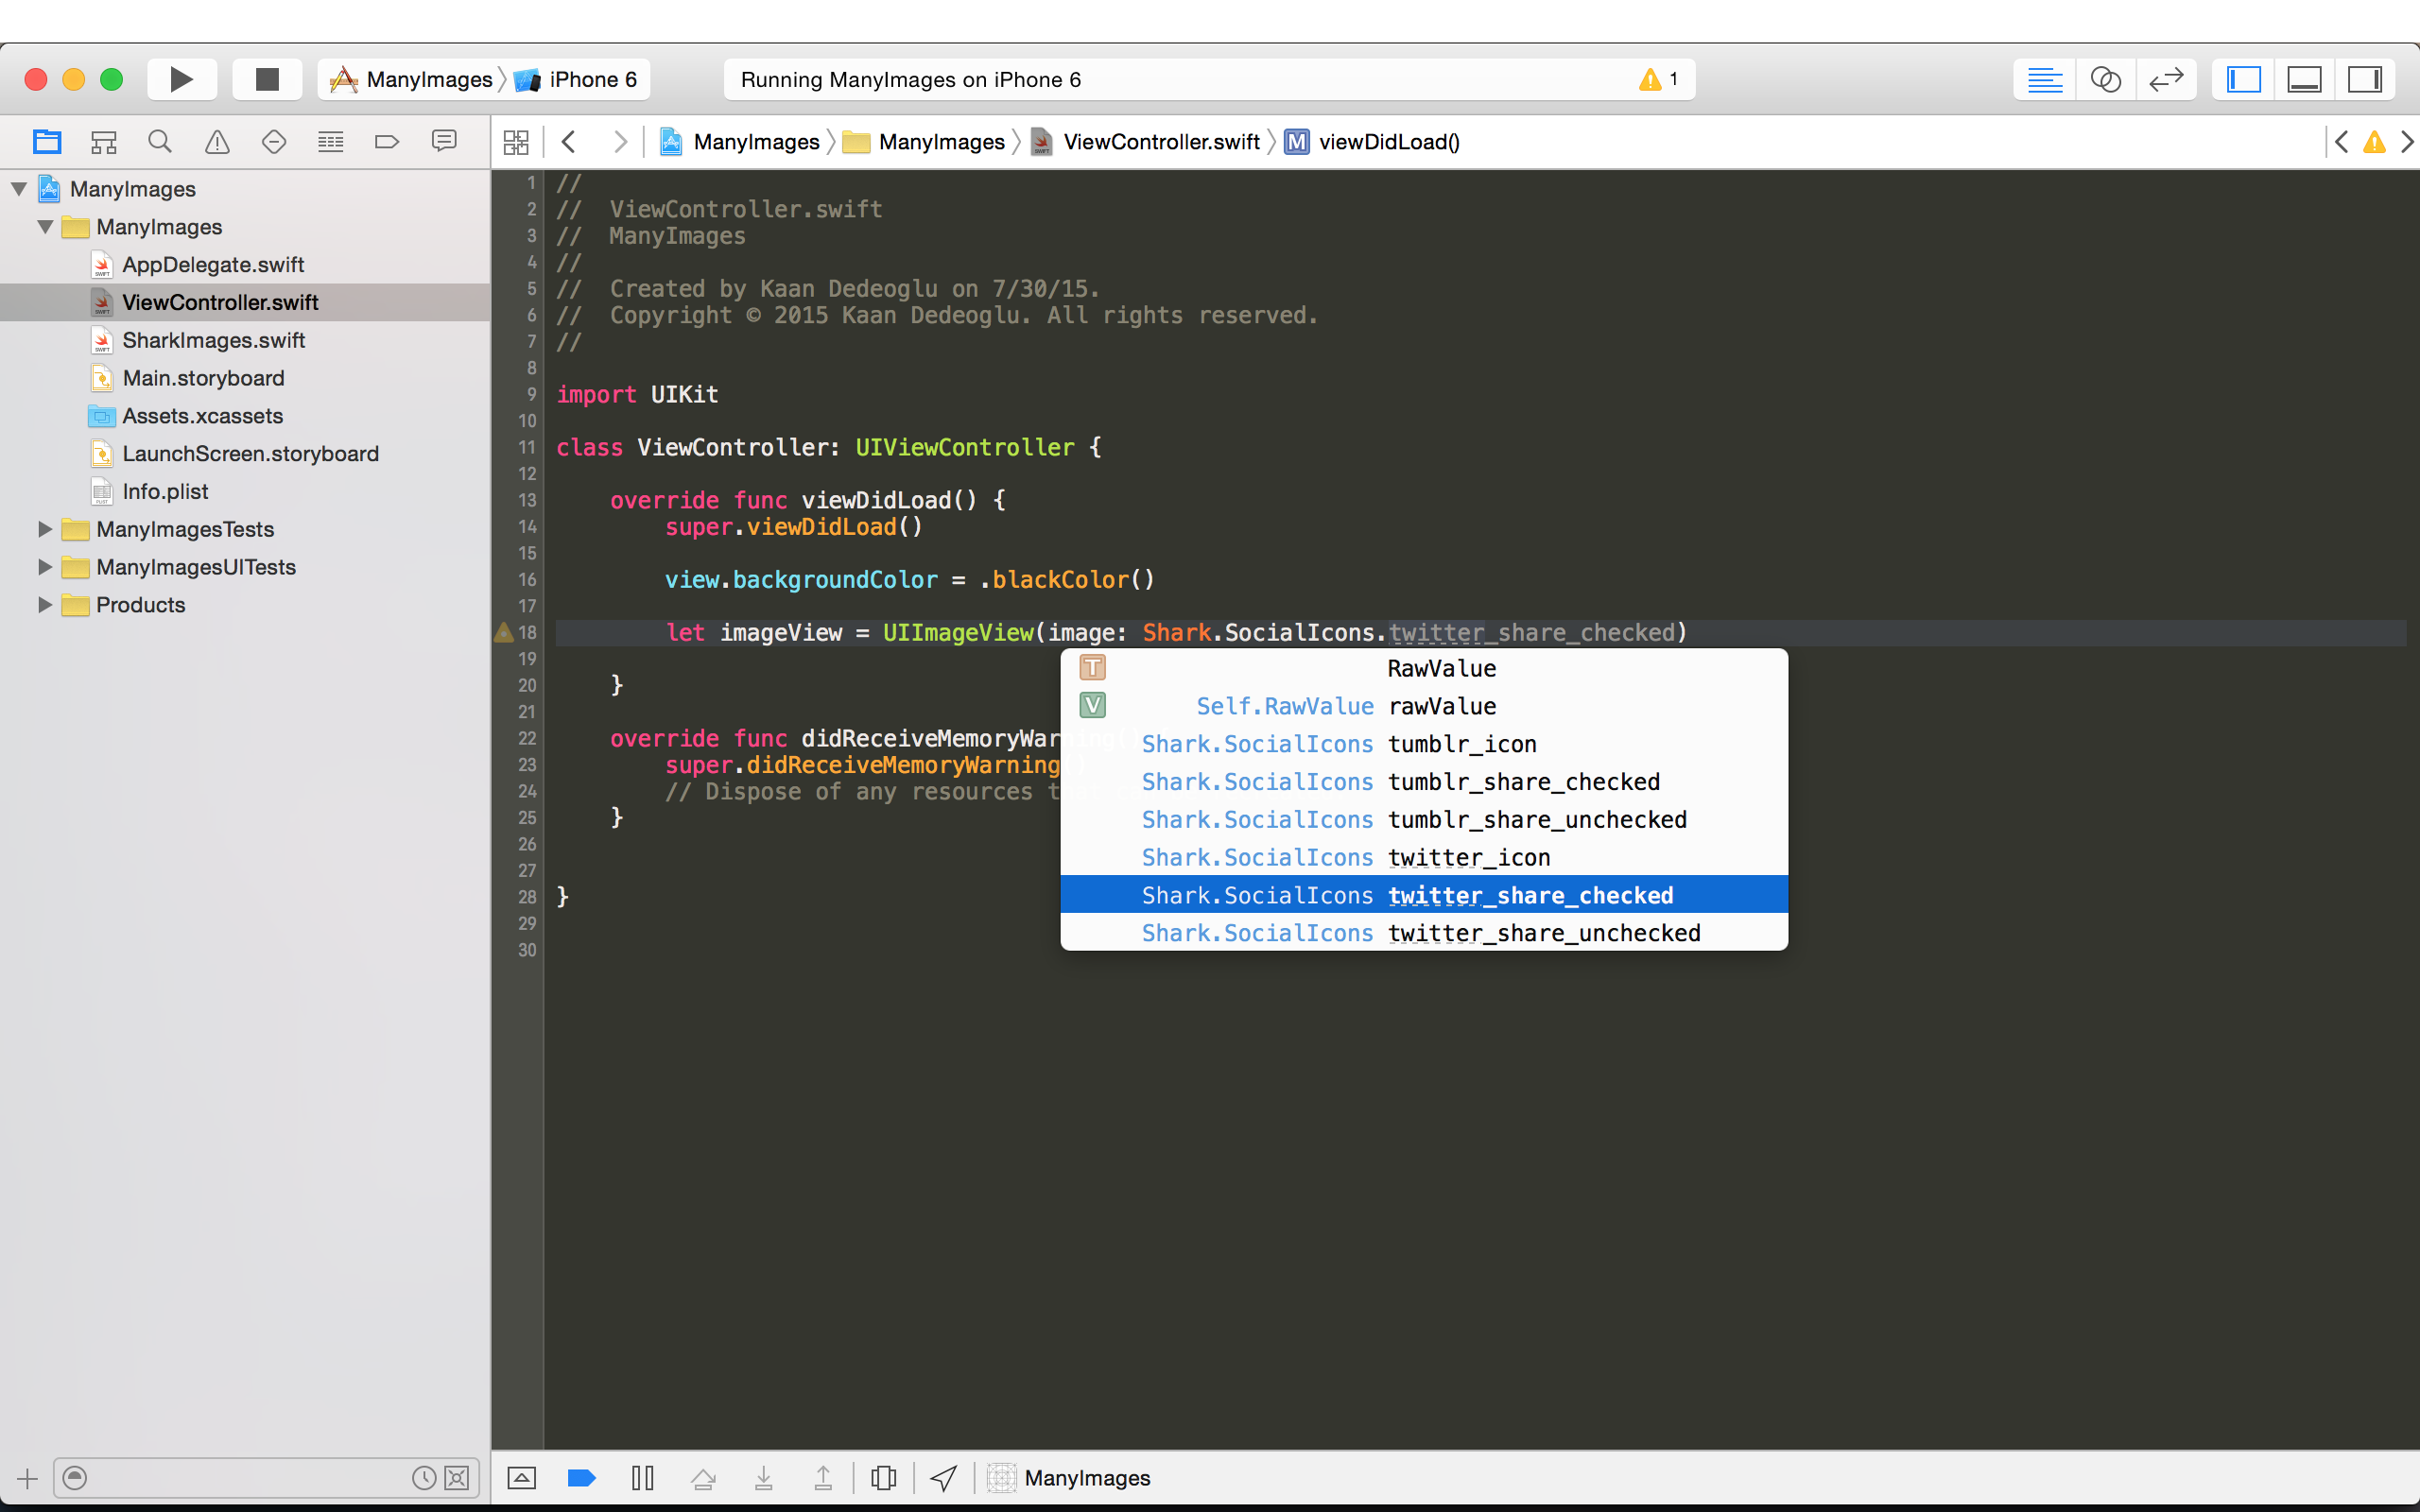 ManyImages iPhone 6 Running ManyImages on iPhone 6 1
ManyImages ManyImages ViewController.swift M viewDidLoad()
ManyImages
ManyImages
AppDelegate.swift
ViewController.swift
SharkImages.swift
Main.storyboard
Assets.xcassets
LaunchScreen.storyboard
Info.plist
ManyImagesTests
ManyImagesUITests
Products
1 //
2 //  ViewController.swift
3 //  ManyImages
4 //
5 //  Created by Kaan Dedeoglu on 7/30/15.
6 //  Copyright © 2015 Kaan Dedeoglu. All rights reserved.
7 //
8
9 import UIKit
10
11 class ViewController: UIViewController {
12
13     override func viewDidLoad() {
14         super.viewDidLoad()
15
16         view.backgroundColor = .blackColor()
17
18         let imageView = UIImageView(image: Shark.SocialIcons.twitter_share_checked)
19
20     }
21
22     override func didReceiveMemoryWarning()
23         super.didReceiveMemoryWarning()
24         // Dispose of any resources
25     }
26
27
28 }
29
30
T RawValue
V Self.RawValue rawValue
Shark.SocialIcons tumblr_icon
Shark.SocialIcons tumblr_share_checked
Shark.SocialIcons tumblr_share_unchecked
Shark.SocialIcons twitter_icon
Shark.SocialIcons twitter_share_checked
Shark.SocialIcons twitter_share_unchecked
ManyImages